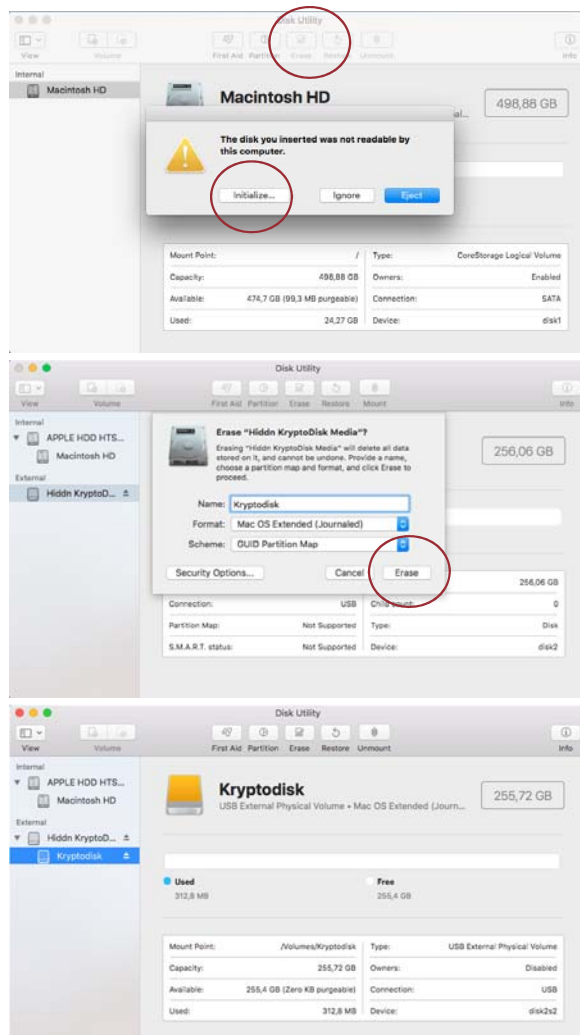 Disk Utility
View Volume First Aid Partition Erase Restore Unmount Info
Internal
Macintosh HD
Macintosh HD
498,88 GB
The disk you inserted was not readable by
this computer.
Initialize... Ignore Eject
Mount Point: / Type: CoreStorage Logical Volume
Capacity: 498,88 GB Owners: Enabled
Available: 474,7 GB (99,3 MB purgeable) Connection: SATA
Used: 24,27 GB Device: disk1
Disk Utility
View Volume First Aid Partition Erase Restore Mount Info
Internal
APPLE HDD HTS...
Macintosh HD
External
Hiddn KryptoD...
Erase "Hiddn KryptoDisk Media"?
Erasing "Hiddn KryptoDisk Media" will delete all data
stored on it, and cannot be undone. Provide a name,
choose a partition map and format, and click Erase to
proceed.
256,06 GB
Name: Kryptodisk
Format: Mac OS Extended (Journaled)
Scheme: GUID Partition Map
Security Options... Cancel Erase
256,06 GB
Connection: USB Child count: 0
Partition Map: Not Supported Type: Disk
S.M.A.R.T. status: Not Supported Device: disk2
Disk Utility
View Volume First Aid Partition Erase Restore Unmount Info
Internal
APPLE HDD HTS...
Macintosh HD
External
Hiddn KryptoD...
Kryptodisk
Kryptodisk
USB External Physical Volume • Mac OS Extended (Journ...
255,72 GB
Used Free
312,8 MB 255,4 GB
Mount Point: /Volumes/Kryptodisk Type: USB External Physical Volume
Capacity: 255,72 GB Owners: Disabled
Available: 255,4 GB (Zero KB purgeable) Connection: USB
Used: 312,8 MB Device: disk2s2